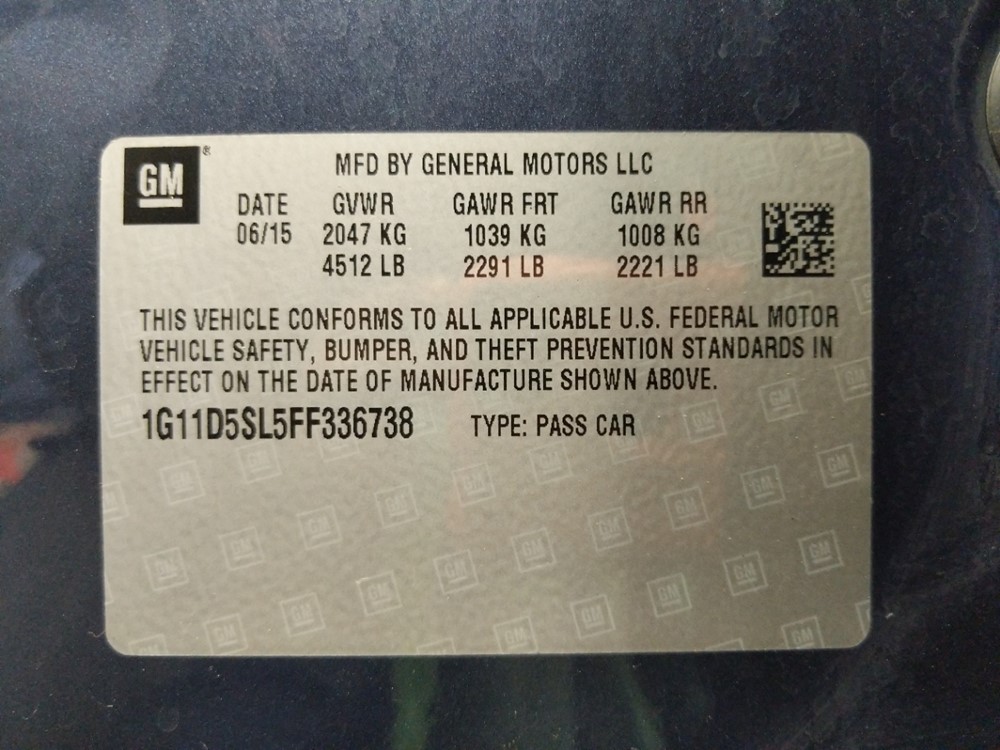 GM®
MFD BY GENERAL MOTORS LLC
DATE GVWR GAWR FRT GAWR RR
06/15 2047 KG 1039 KG 1008 KG
4512 LB 2291 LB 2221 LB
THIS VEHICLE CONFORMS TO ALL APPLICABLE U.S. FEDERAL MOTOR
VEHICLE SAFETY, BUMPER, AND THEFT PREVENTION STANDARDS IN
EFFECT ON THE DATE OF MANUFACTURE SHOWN ABOVE.
1G11D5SL5FF336738 TYPE: PASS CAR